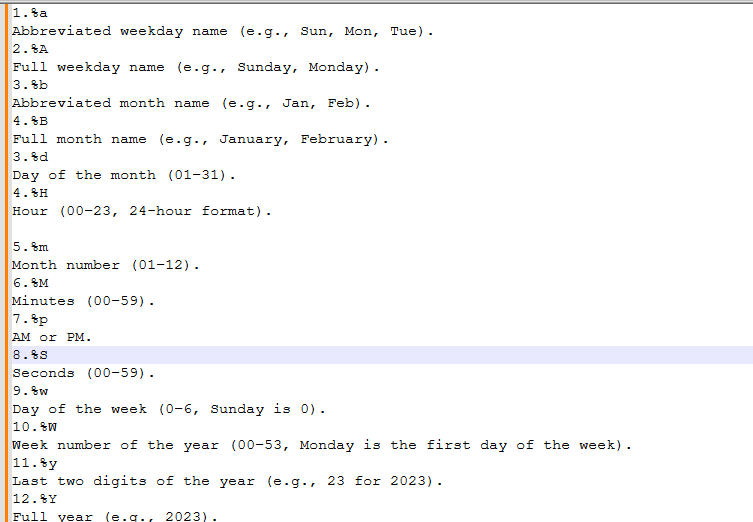 1.%a
Abbreviated weekday name (e.g., Sun, Mon, Tue).
2.%A
Full weekday name (e.g., Sunday, Monday).
3.%b
Abbreviated month name (e.g., Jan, Feb).
4.%B
Full month name (e.g., January, February).
3.%d
Day of the month (01-31).
4.%H
Hour (00-23, 24-hour format).
5.%m
Month number (01-12).
6.%M
Minutes (00-59).
7.%p
AM or PM.
8.%S
Seconds (00-59).
9.%w
Day of the week (0-6, Sunday is 0).
10.%W
Week number of the year (00-53, Monday is the first day of the week).
11.%y
Last two digits of the year (e.g., 23 for 2023).
12.%Y
Full year (e.g., 2023).